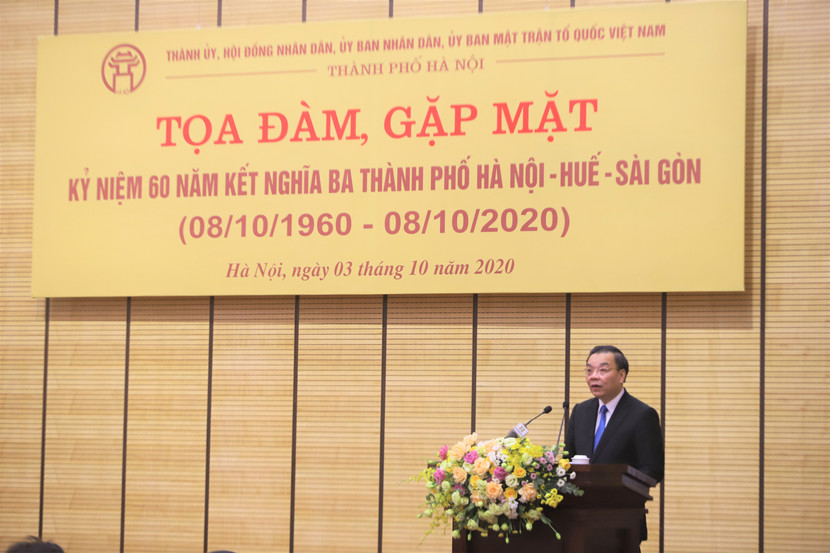 THÀNH ỦY, HỘI ĐỒNG NHÂN DÂN, ỦY BAN NHÂN DÂN, ỦY BAN MẶT TRẬN TỔ QUỐC VIỆT NAM
THÀNH PHỐ HÀ NỘI
TỌA ĐÀM, GẶP MẶT
KỶ NIỆM 60 NĂM KẾT NGHĨA BA THÀNH PHỐ HÀ NỘI - HUẾ - SÀI GÒN
(08/10/1960 - 08/10/2020)
Hà Nội, ngày 03 tháng 10 năm 2020